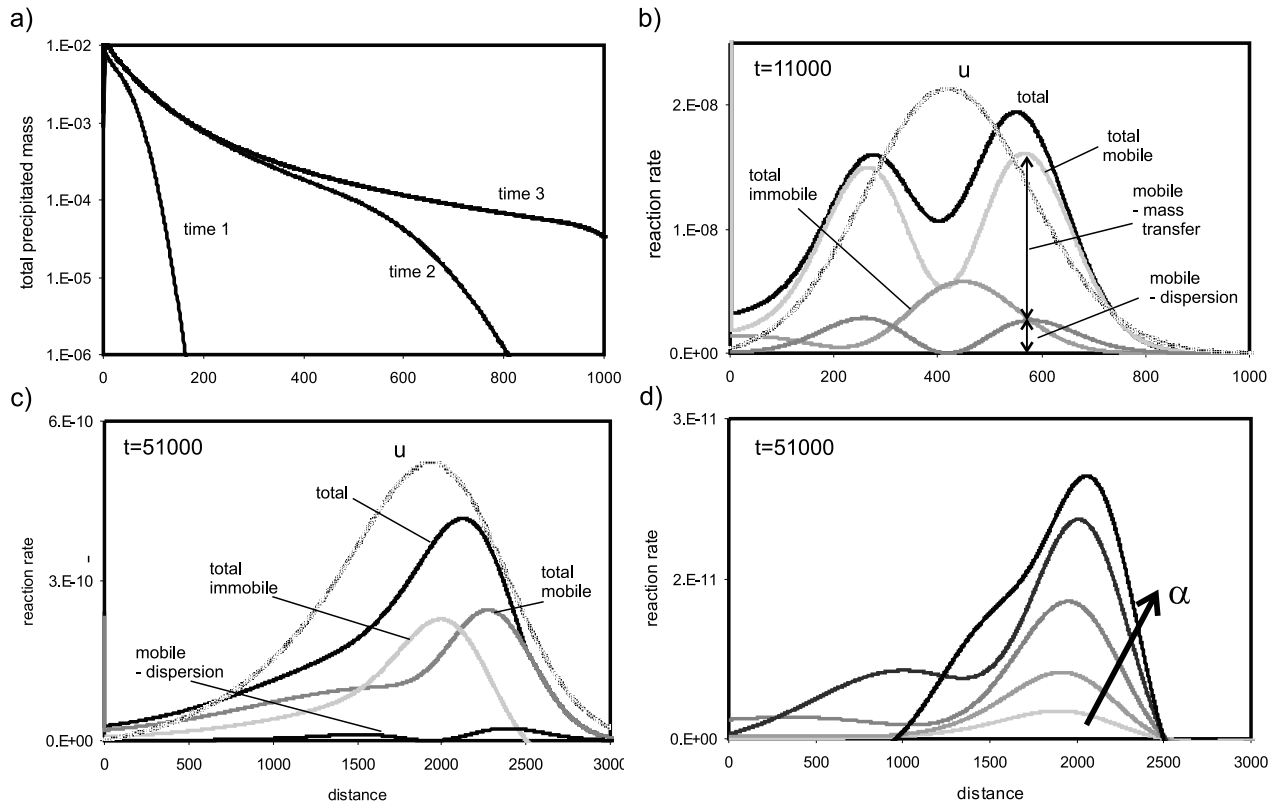 a)
1.E-02
1.E-03
1.E-04
1.E-05
1.E-06
total precipitated mass
time 1
time 2
time 3
0
200
400
600
800
1000
b)
t=11000
u
total
total
mobile
total
immobile
mobile
- mass
transfer
mobile
- dispersion
2.E-08
1.E-08
0.E+00
reaction rate
0
200
400
600
800
1000
c)
6.E-10
3.E-10
0.E+00
reaction rate
t=51000
u
total
total
immobile
total
mobile
mobile
- dispersion
0
500
1000
1500
2000
2500
3000
distance
d)
3.E-11
2.E-11
0.E+00
reaction rate
t=51000
α
0
500
1000
1500
2000
2500
3000
distance